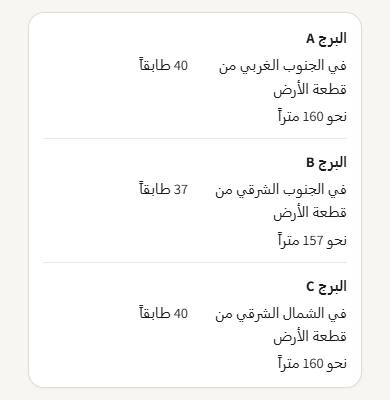 البرج A
في الجنوب الغربي من 40 طابقاً
قطعة الأرض
نحو 160 متراً
البرج B
في الجنوب الشرقي من 37 طابقاً
قطعة الأرض
نحو 157 متراً
البرج C
في الشمال الشرقي من 40 طابقاً
قطعة الأرض
نحو 160 متراً